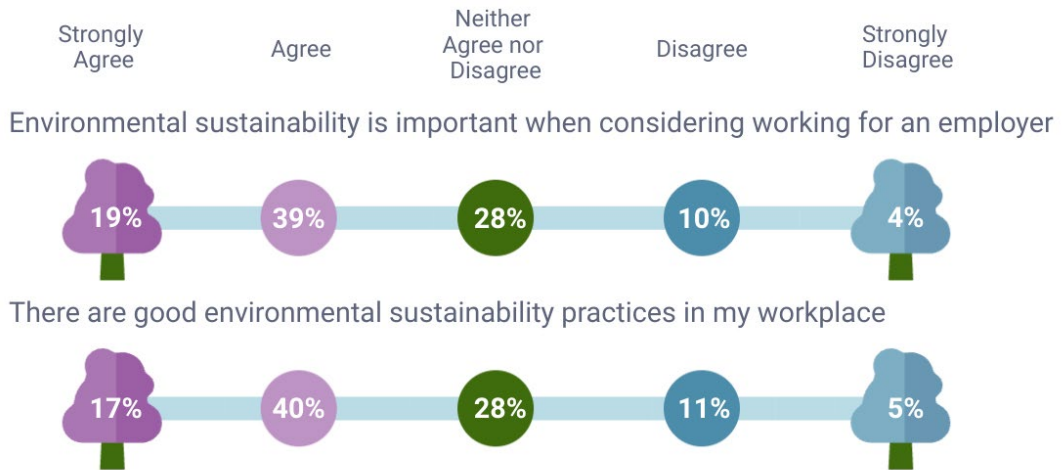 Strongly
Agree
Agree
Neither
Agree nor
Disagree
Disagree
Strongly
Disagree
Environmental sustainability is important when considering working for an employer
19% 39% 28% 10% 4%
There are good environmental sustainability practices in my workplace
17% 40% 28% 11% 5%